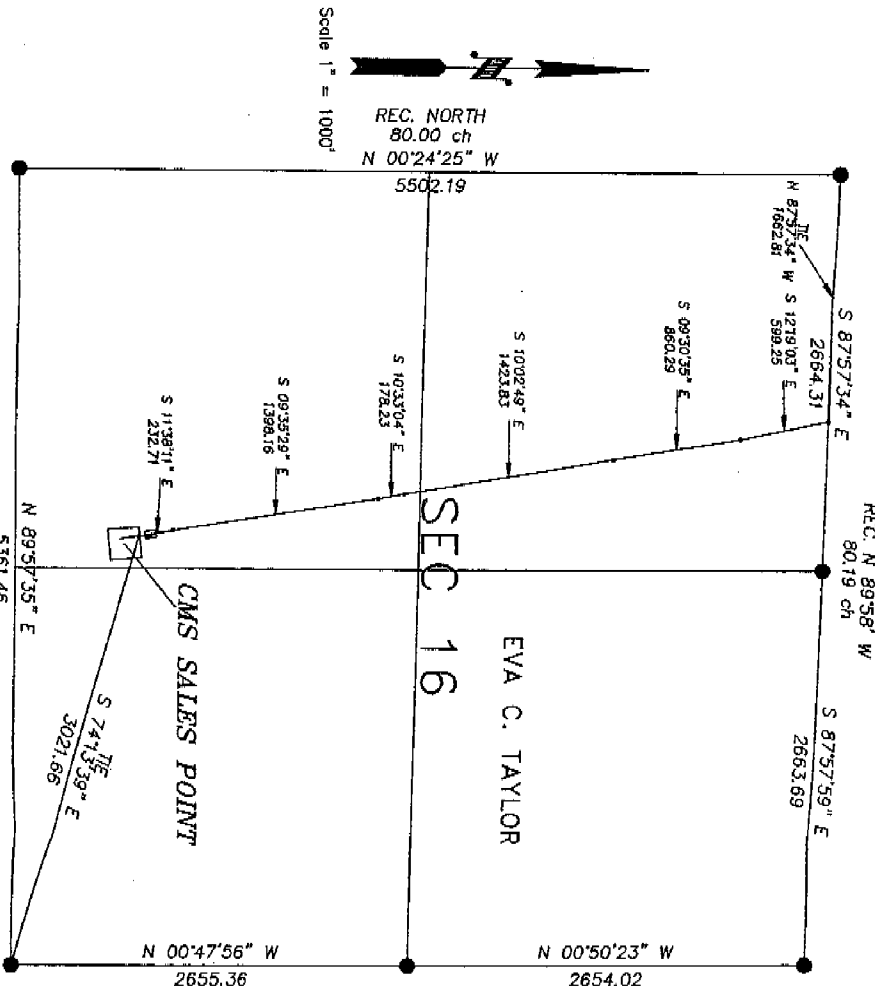 Scale 1" = 1000'
REC. NORTH
80.00 ch
N 00°24'25" W
5502.19
REC. N 89°58' W
80.19 ch
S 87°57'34" E
2664.31
S 87°57'59" E
2663.69
TIE
N 87°57'34" W
1662.81
S 12°19'03" E
599.25
S 09°30'35" E
860.29
S 10°02'49" E
1423.83
S 10°33'04" E
178.23
S 09°35'29" E
1398.16
S 11°38'11" E
232.71
SEC 16
EVA C. TAYLOR
CMS SALES POINT
TIE
S 74°13'39" E
3021.66
N 89°57'35" E
5361.46
N 00°47'56" W
2655.36
N 00°50'23" W
2654.02